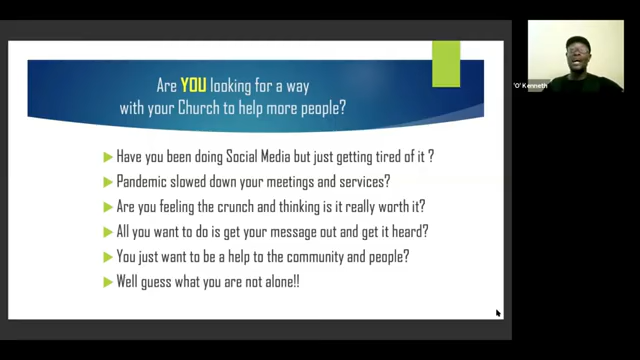 Are YOU looking for a way
with your Church to help more people?
Have you been doing Social Media but just getting tired of it ?
Pandemic slowed down your meetings and services?
Are you feeling the crunch and thinking is it really worth it?
All you want to do is get your message out and get it heard?
You just want to be a help to the community and people?
Well guess what you are not alone!!
'O' Kenneth